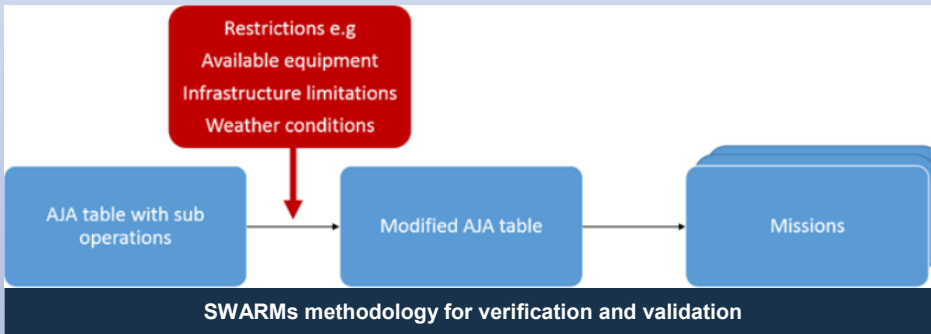 Restrictions e.g
Available equipment
Infrastructure limitations
Weather conditions
AJA table with sub
operations
Modified AJA table
Missions
SWARMs methodology for verification and validation